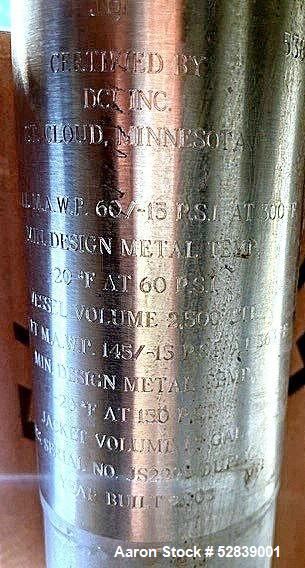 CERTIFIED BY
DCI INC.
CLOUD, MINNESOTA
M.A.W.P. 60/-15 P.S.I. AT 300°F
MIN. DESIGN METAL TEMP.
-20 °F AT 60 P.S.I.
VESSEL VOLUME 2,500
M.A.W.P. 145/-15
MIN DESIGN METAL TEMP.
-20 °F AT
JACKET VOLUME GAL.
SERIAL NO.
YEAR BUILT
Aaron Stock # 52839001